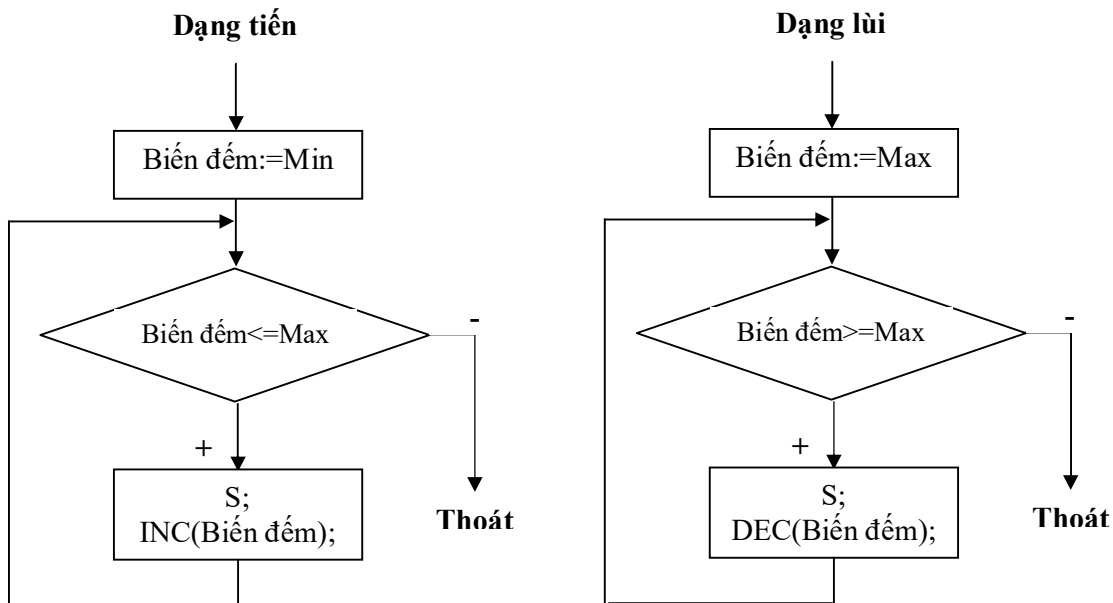 Dạng tiến
Biến đếm:=Min
Biến đếm<=Max
-
+
S;
INC(Biến đếm);
Thoát
Dạng lùi
Biến đếm:=Max
Biến đếm>=Max
-
+
S;
DEC(Biến đếm);
Thoát